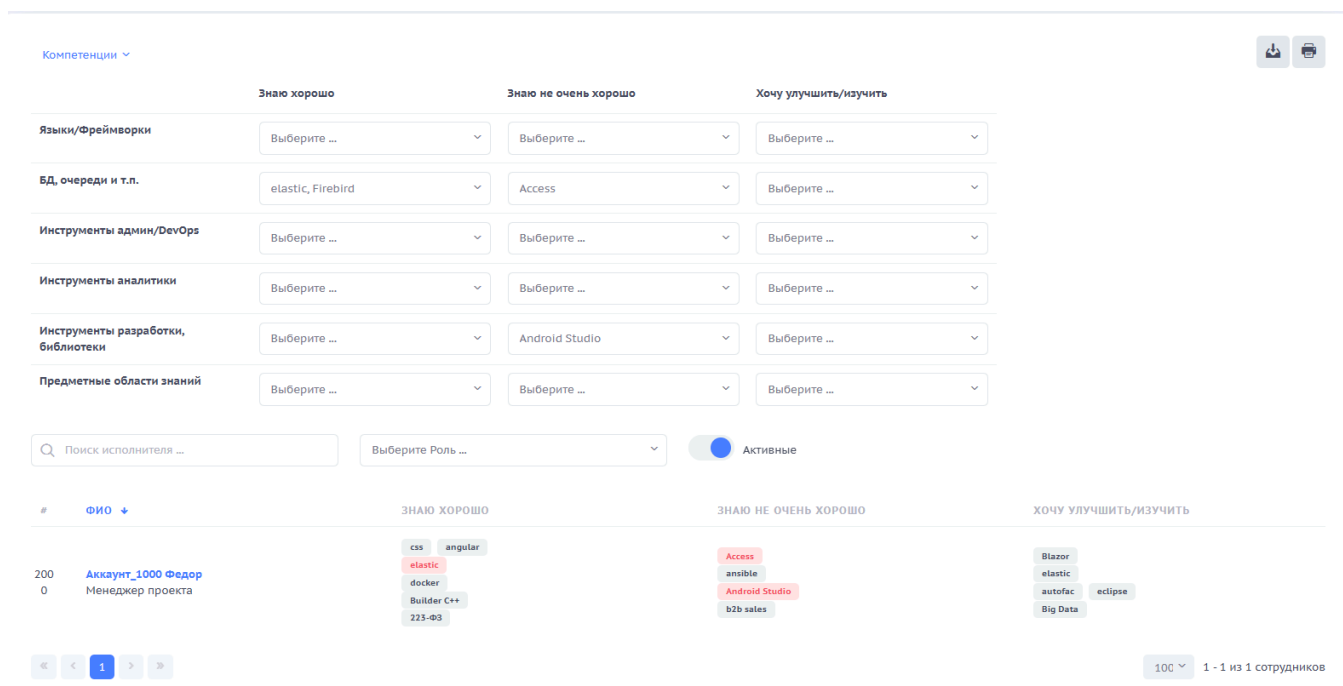 Компетенции
Знаю хорошо Знаю не очень хорошо Хочу улучшить/изучить
Языки/Фреймворки Выберите ... Выберите ... Выберите ...
БД, очереди и т.п. elastic, Firebird Access Выберите ...
Инструменты админ/DevOps Выберите ... Выберите ... Выберите ...
Инструменты аналитики Выберите ... Выберите ... Выберите ...
Инструменты разработки,
библиотеки Выберите ... Android Studio Выберите ...
Предметные области знаний Выберите ... Выберите ... Выберите ...
Поиск исполнителя ... Выберите Роль ... Активные
# ФИО ЗНАЮ ХОРОШО ЗНАЮ НЕ ОЧЕНЬ ХОРОШО ХОЧУ УЛУЧШИТЬ/ИЗУЧИТЬ
200
0
Аккаунт_1000 Федор
Менеджер проекта
css angular
elastic
docker
Builder C++
223-ФЗ
Access
ansible
Android Studio
b2b sales
Blazor
elastic
autofac eclipse
Big Data
« < 1 > » 100 1 - 1 из 1 сотрудников